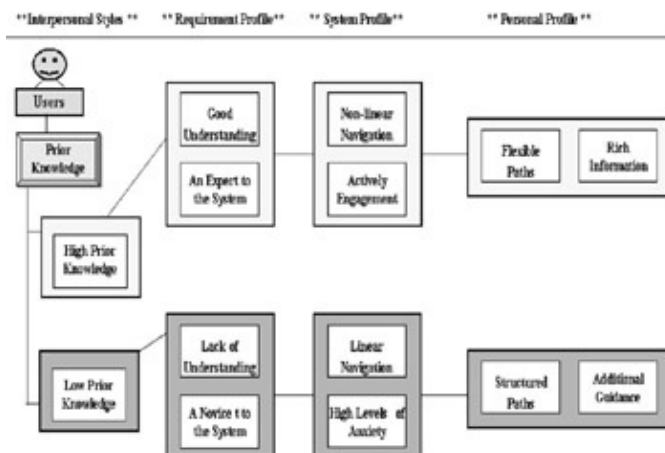 **Interpersonal Styles **
** Requirement Profile**
** System Profile**
** Personal Profile **
Users
Prior
Knowledge
High Prior
Knowledge
Good
Understanding
An Expect to
the System
Non-linear
Navigation
Actively
Engagement
Flexible
Paths
Rich
Information
Low Prior
Knowledge
Lack of
Understanding
A Novice t to
the System
Linear
Navigation
High Levels of
Anxiety
Structured
Paths
Additional
Guidance